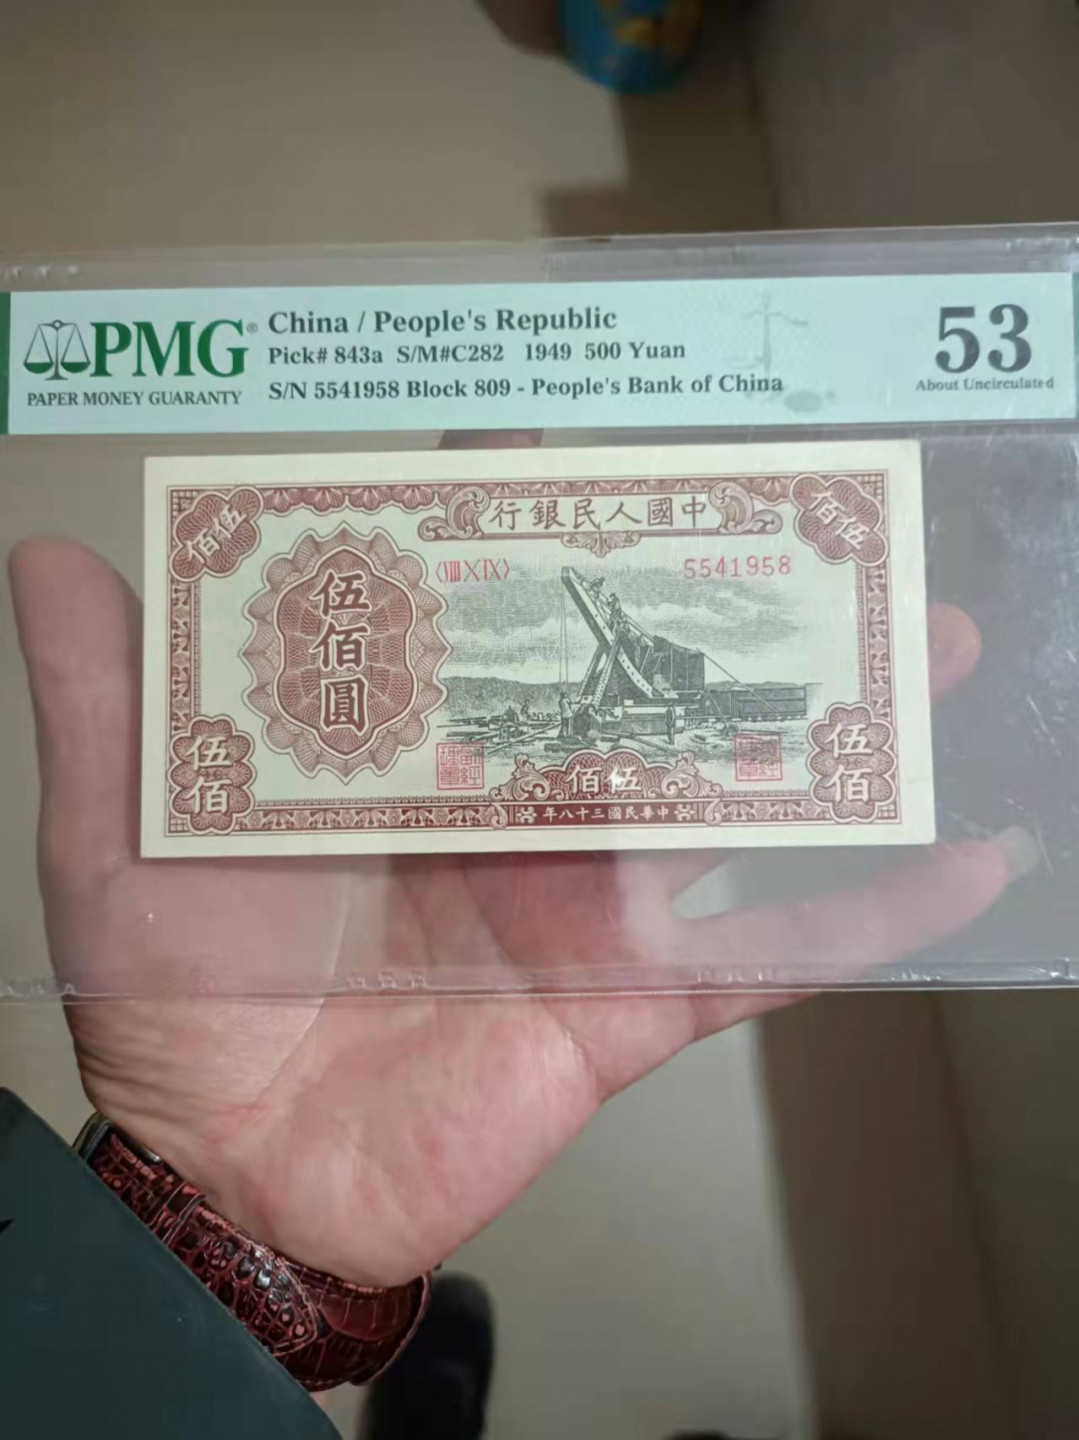 PMG®
PAPER MONEY GUARANTY
China / People's Republic
Pick# 843a S/M#C282 1949 500 Yuan
S/N 5541958 Block 809 - People's Bank of China
53
About Uncirculated
行銀民人國中
佰伍
佰伍
〈VIII X IX〉
5541958
伍佰圓
伍佰
伍佰
佰伍
年八十三國民華中